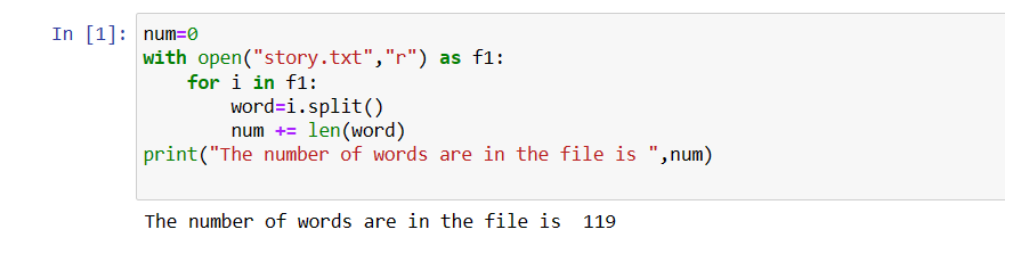 In [1]: num=0
with open("story.txt","r") as f1:
    for i in f1:
        word=i.split()
        num += len(word)
print("The number of words are in the file is ",num)
The number of words are in the file is  119